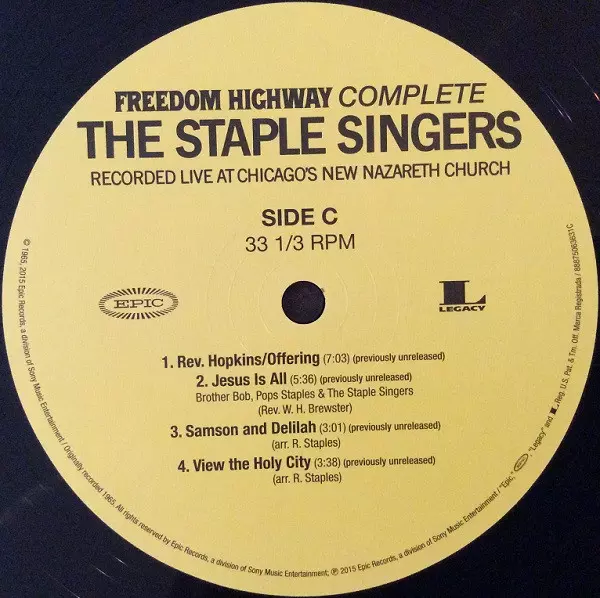 FREEDOM HIGHWAY COMPLETE
THE STAPLE SINGERS
RECORDED LIVE AT CHICAGO'S NEW NAZARETH CHURCH
SIDE C
33 1/3 RPM
EPIC
L
LEGACY
1. Rev. Hopkins/Offering (7:03) (previously unreleased)
2. Jesus Is All (5:36) (previously unreleased)
Brother Bob, Pops Staples & The Staple Singers
(Rev. W. H. Brewster)
3. Samson and Delilah (3:01) (previously unreleased)
(arr. R. Staples)
4. View the Holy City (3:38) (previously unreleased)
(arr. R. Staples)
© 1965, 2015 Epic Records, a division of Sony Music Entertainment / Originally recorded 1965. All rights reserved by Epic Records, a division of Sony Music Entertainment, ℗ 2015 Epic Records, a division of Sony Music Entertainment / "Epic," EPIC, "Legacy" and L, Reg. U.S. Pat. & Tm. Off. Marca Registrada / 88875063631C